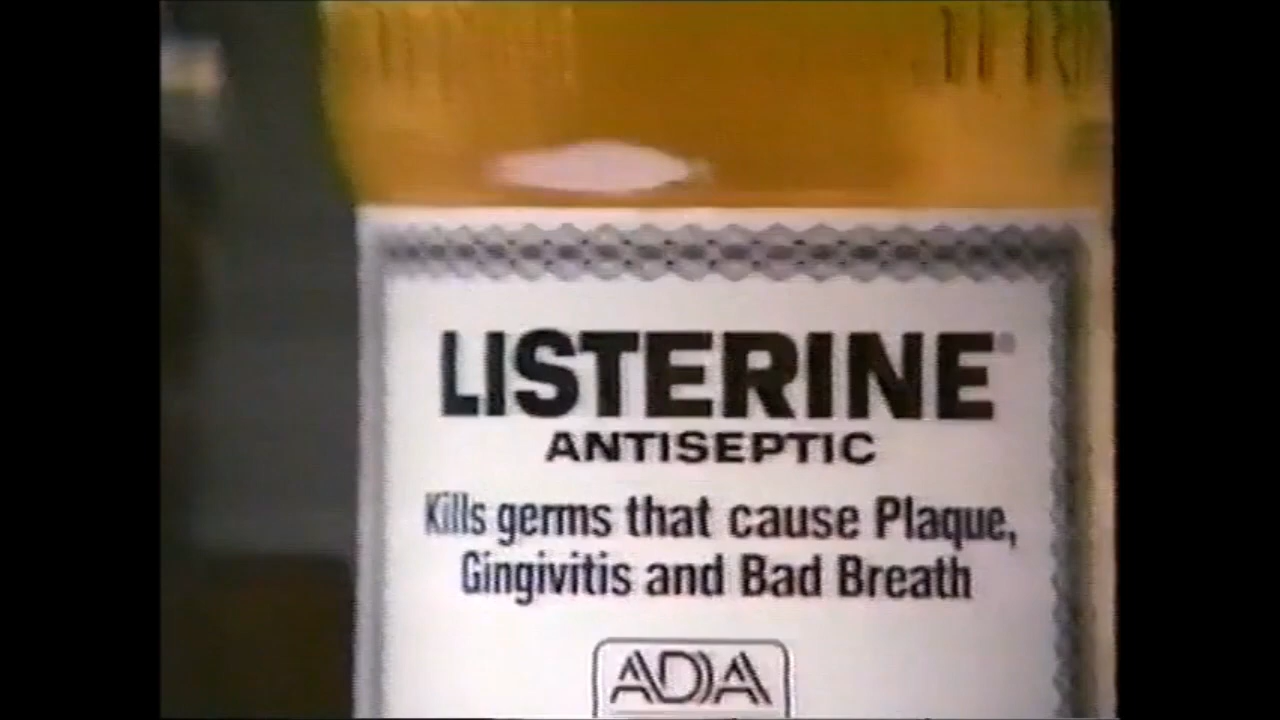 LISTERINE®
ANTISEPTIC
Kills germs that cause Plaque,
Gingivitis and Bad Breath
ADA